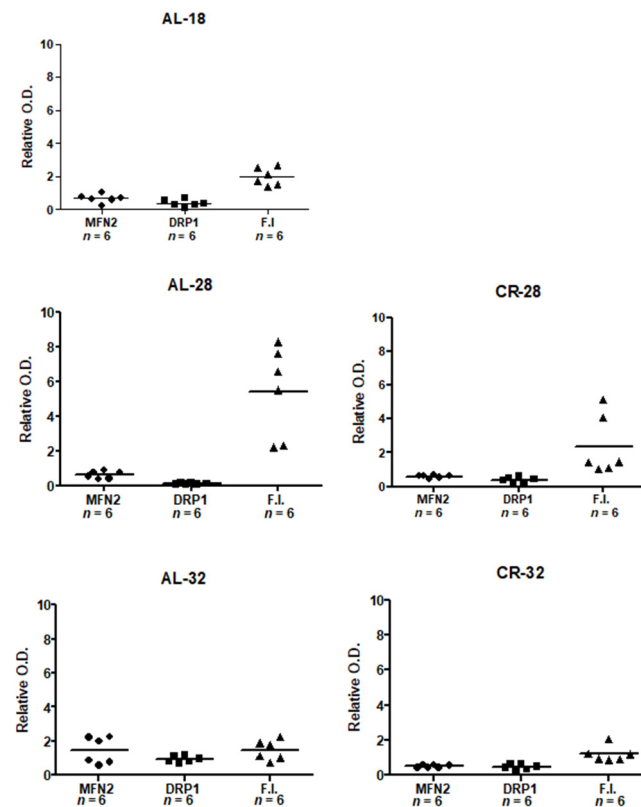 AL-18
Relative O.D.
10
8
6
4
2
0
MFN2 DRP1 F.I
n = 6 n = 6 n = 6
AL-28
Relative O.D.
10
8
6
4
2
0
MFN2 DRP1 F.I.
n = 6 n = 6 n = 6
CR-28
Relative O.D.
10
8
6
4
2
0
MFN2 DRP1 F.I.
n = 6 n = 6 n = 6
AL-32
Relative O.D.
10
8
6
4
2
0
MFN2 DRP1 F.I.
n = 6 n = 6 n = 6
CR-32
Relative O.D.
10
8
6
4
2
0
MFN2 DRP1 F.I.
n = 6 n = 6 n = 6